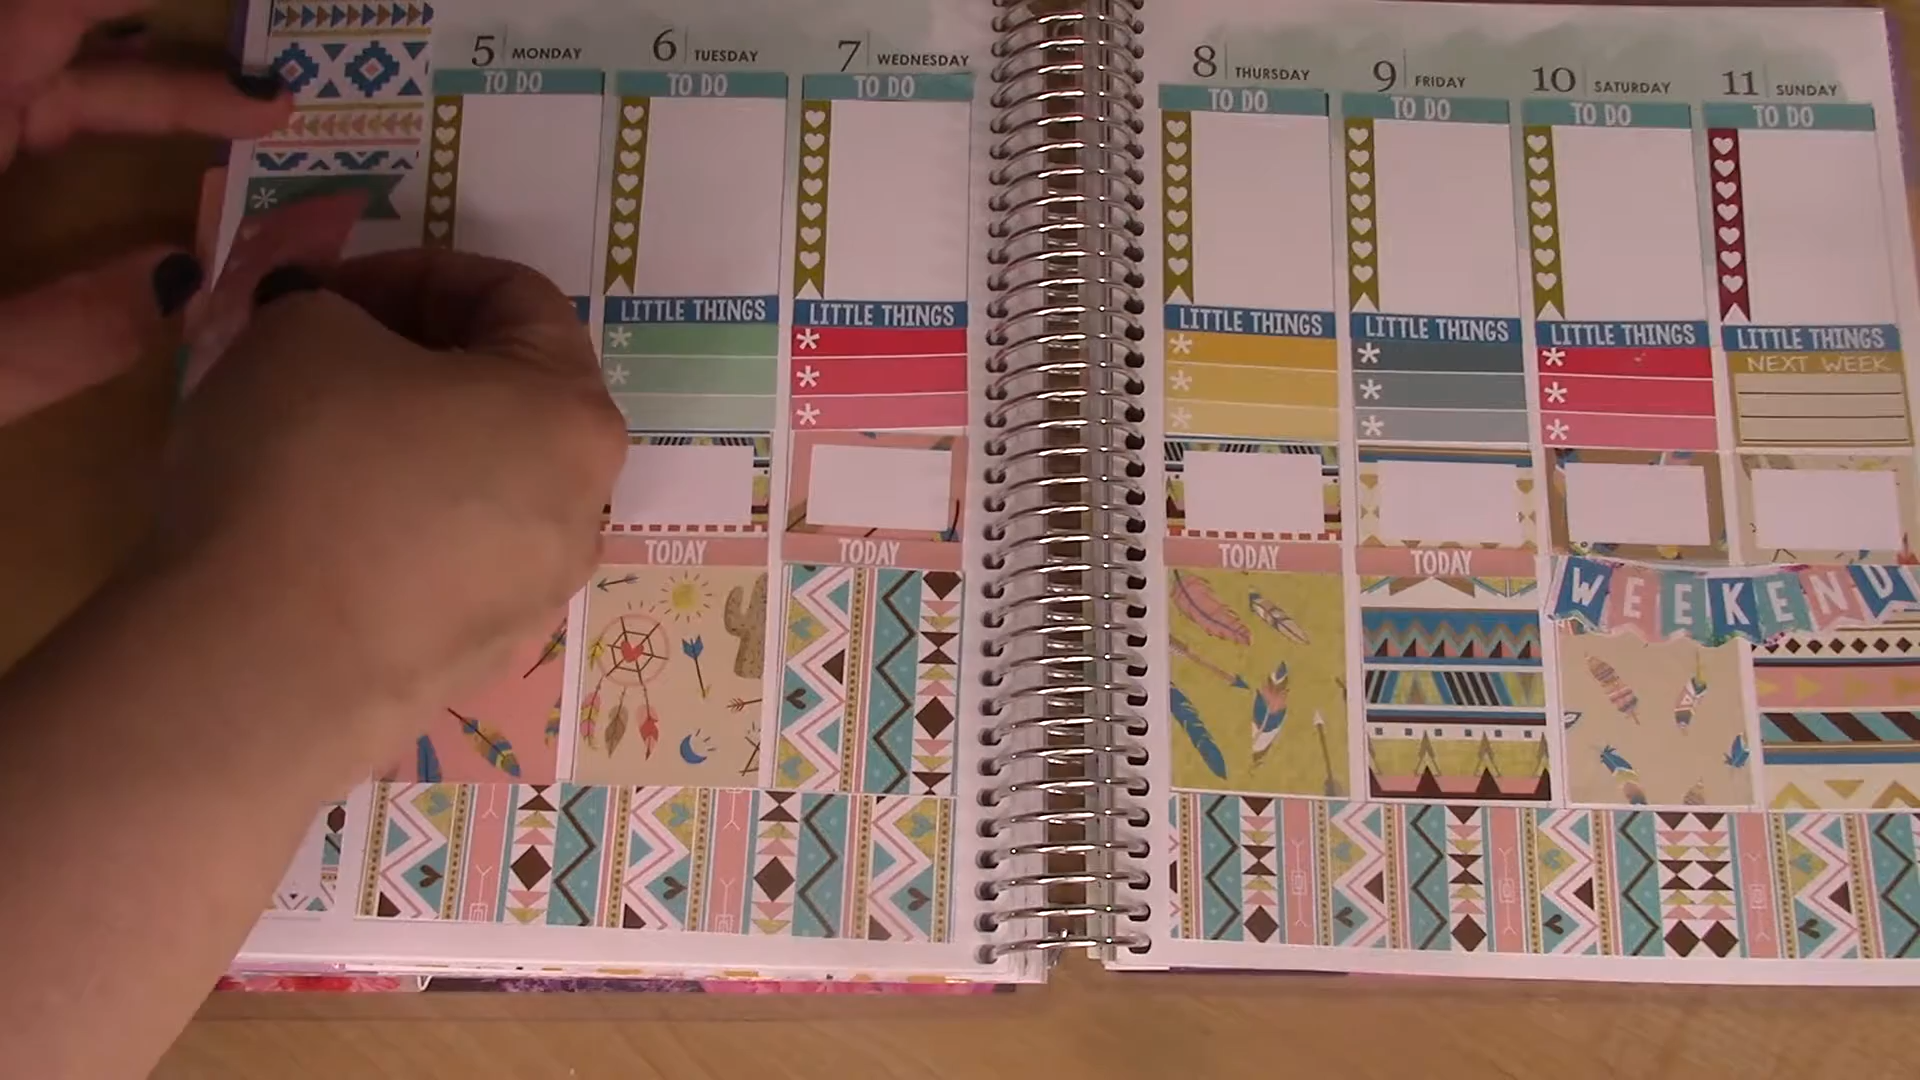 5 MONDAY
6 TUESDAY
7 WEDNESDAY
8 THURSDAY
9 FRIDAY
10 SATURDAY
11 SUNDAY
TO DO
TO DO
TO DO
TO DO
TO DO
TO DO
TO DO
LITTLE THINGS
LITTLE THINGS
LITTLE THINGS
LITTLE THINGS
LITTLE THINGS
LITTLE THINGS
NEXT WEEK
TODAY
TODAY
TODAY
TODAY
WEEKEND